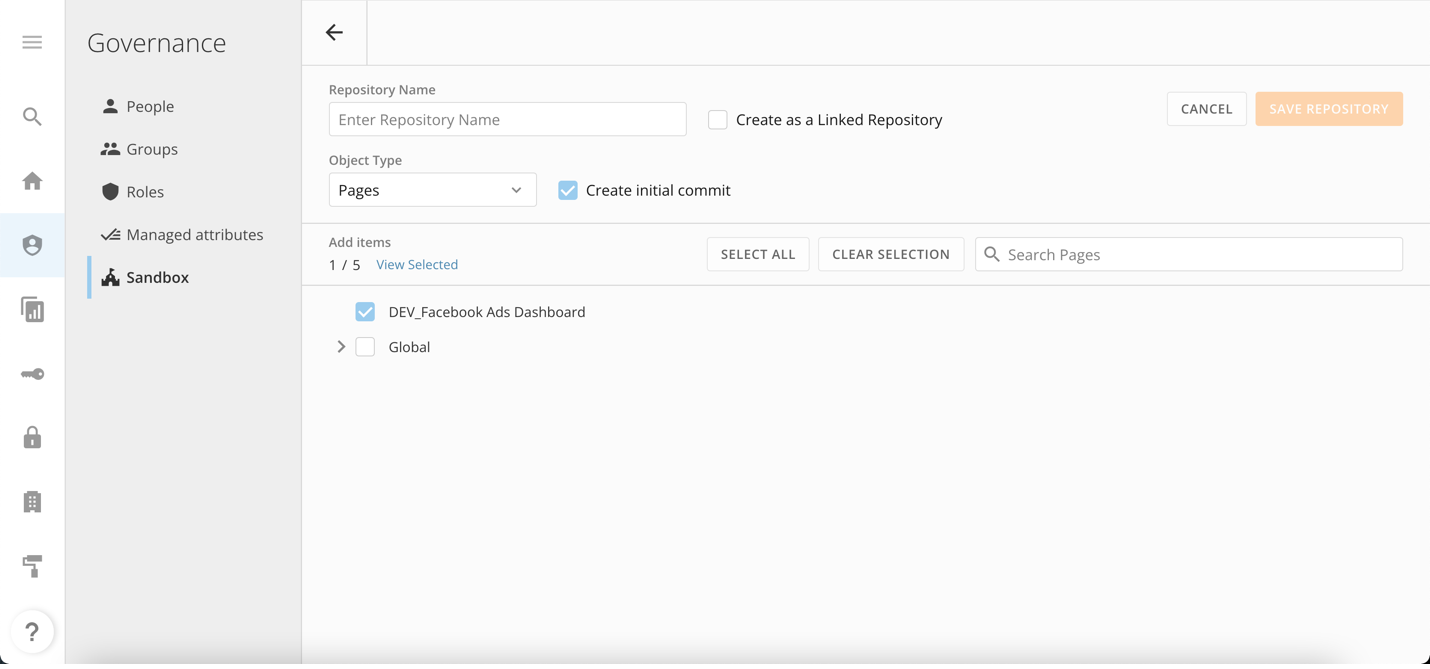 Governance
People
Groups
Roles
Managed attributes
Sandbox
Repository Name
Enter Repository Name
Create as a Linked Repository
CANCEL
SAVE REPOSITORY
Object Type
Pages
Create initial commit
Add items
1 / 5
View Selected
SELECT ALL
CLEAR SELECTION
Search Pages
DEV_Facebook Ads Dashboard
Global
?